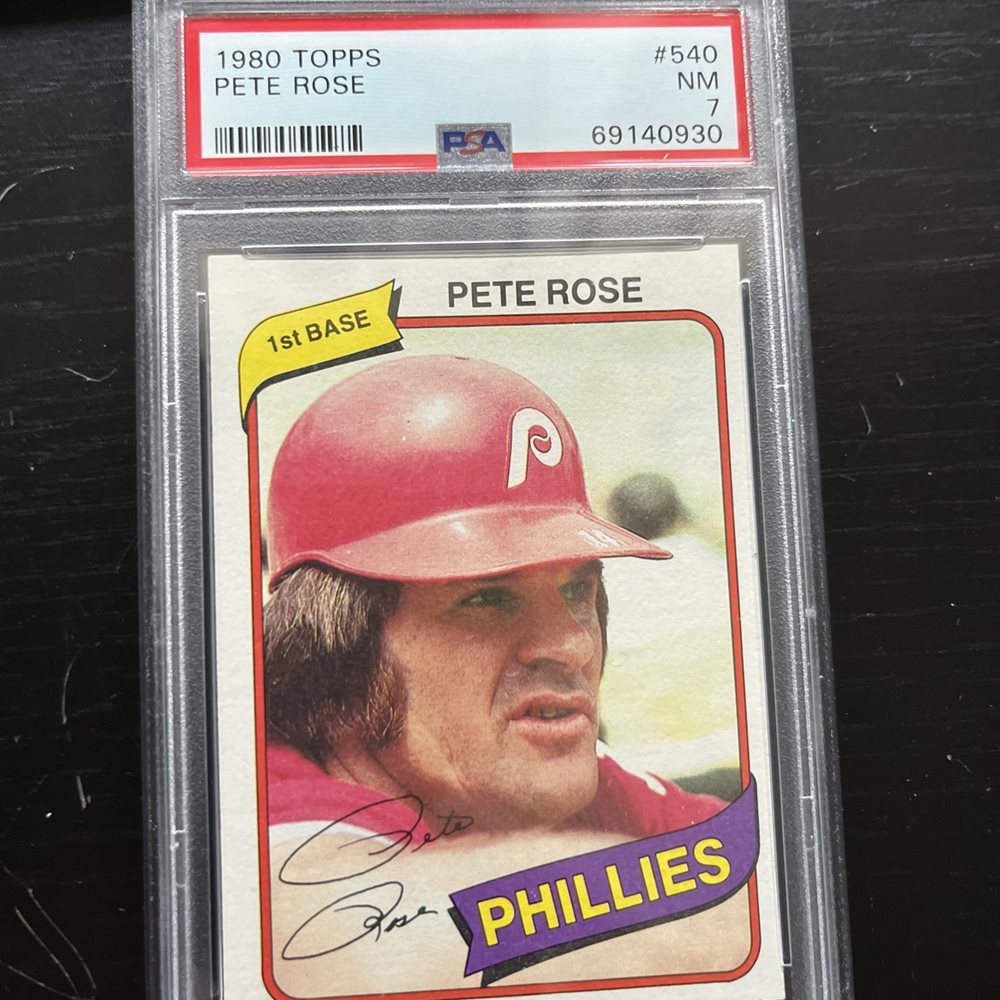 1980 TOPPS #540
PETE ROSE NM
7
PSA 69140930
PETE ROSE
1st BASE
P
Pete
Rose
PHILLIES